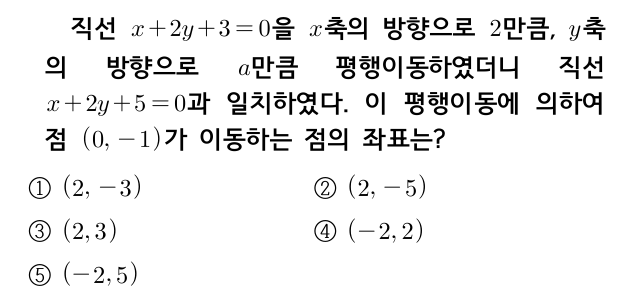 직선 x+2y+3=0을 x축의 방향으로 2만큼, y축
의 방향으로 a만큼 평행이동하였더니 직선
x+2y+5=0과 일치하였다. 이 평행이동에 의하여
점 (0, -1)가 이동하는 점의 좌표는?
① (2, -3) ② (2, -5)
③ (2, 3) ④ (-2, 2)
⑤ (-2, 5)